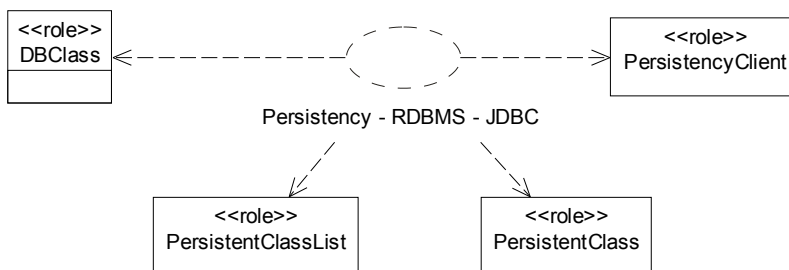 <<role>>
DBClass
<<role>>
PersistencyClient
Persistency - RDBMS - JDBC
<<role>>
PersistentClassList
<<role>>
PersistentClass